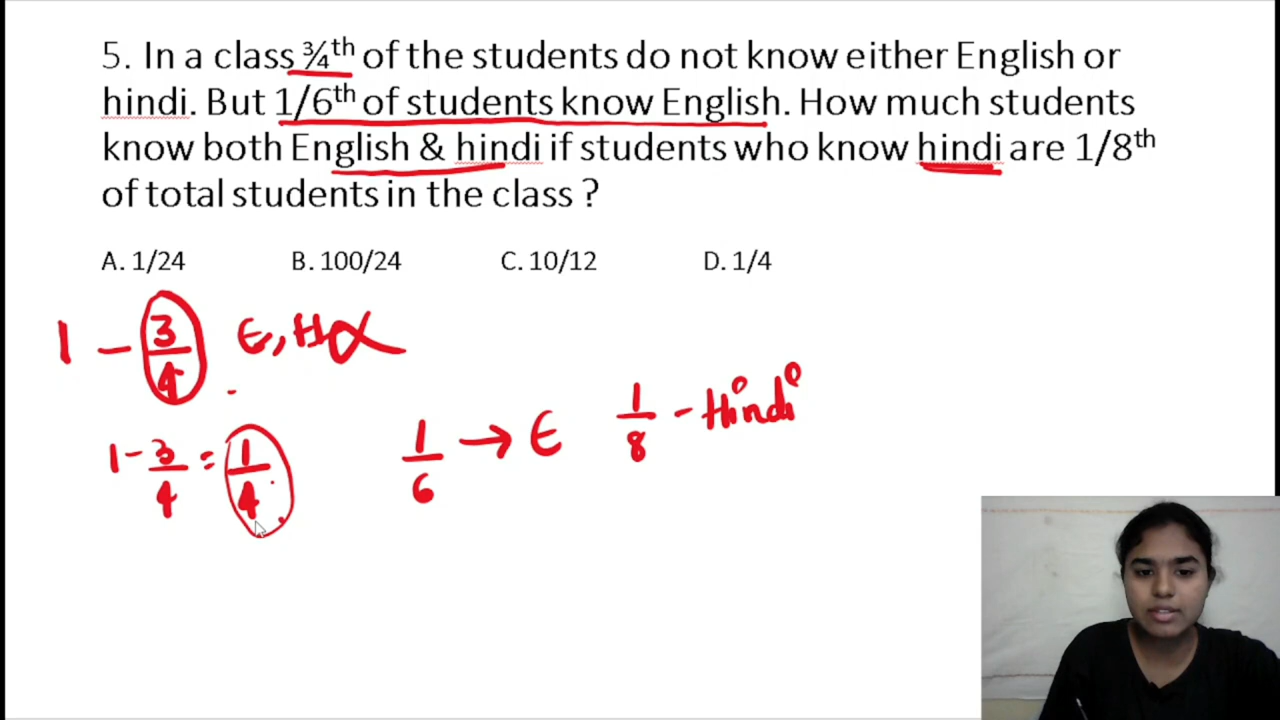 5. In a class ¾th of the students do not know either English or
hindi. But 1/6th of students know English. How much students
know both English & hindi if students who know hindi are 1/8th
of total students in the class ?
A. 1/24 B. 100/24 C. 10/12 D. 1/4
1 - 3/4 E, H
1 - 3/4 = 1/4
1/6 → E
1/8 - Hindi